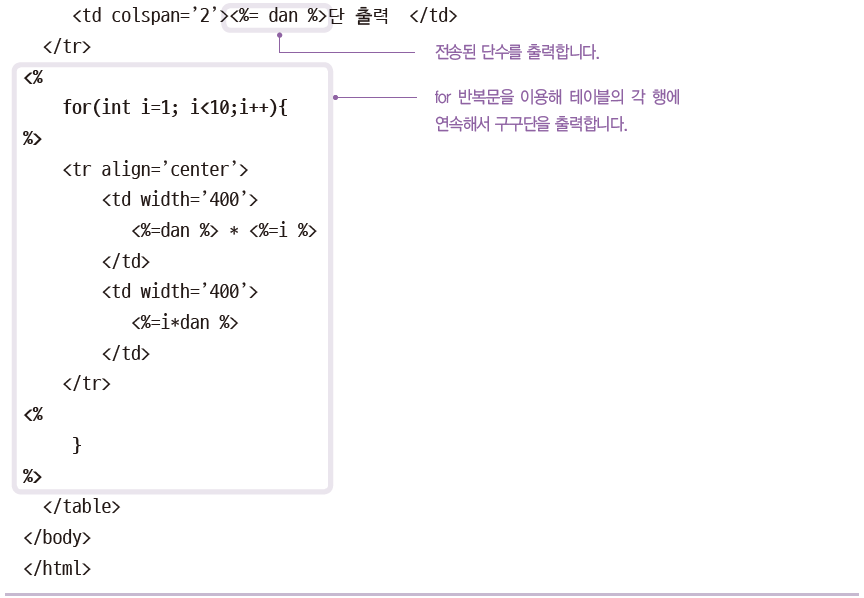 <td colspan='2'><%= dan %>단 출력 </td>
</tr>
전송된 단수를 출력합니다.
<%
for(int i=1; i<10;i++){
%>
for 반복문을 이용해 테이블의 각 행에
연속해서 구구단을 출력합니다.
<tr align='center'>
<td width='400'>
<%=dan %> * <%=i %>
</td>
<td width='400'>
<%=i*dan %>
</td>
</tr>
<%
}
%>
</table>
</body>
</html>